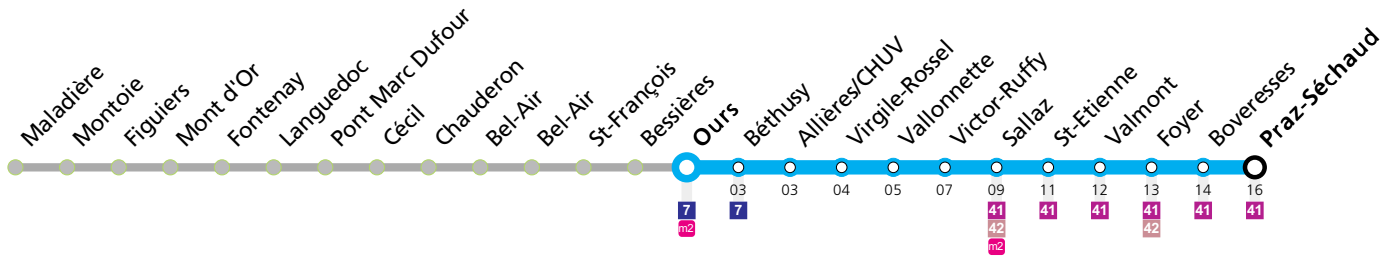 Maladière
Montoie
Figuiers
Mont d'Or
Fontenay
Languedoc
Pont Marc Dufour
Cécil
Chauderon
Bel-Air
Bel-Air
St-François
Bessières
Ours
Béthusy
Allières/CHUV
Virgile-Rossel
Vallonnette
Victor-Ruffy
Sallaz
St-Etienne
Valmont
Foyer
Boveresses
Praz-Séchaud
03 03 04 05 07 09 11 12 13 14 16
7 7 41 41 41 41 41 41
m2 42 42
m2